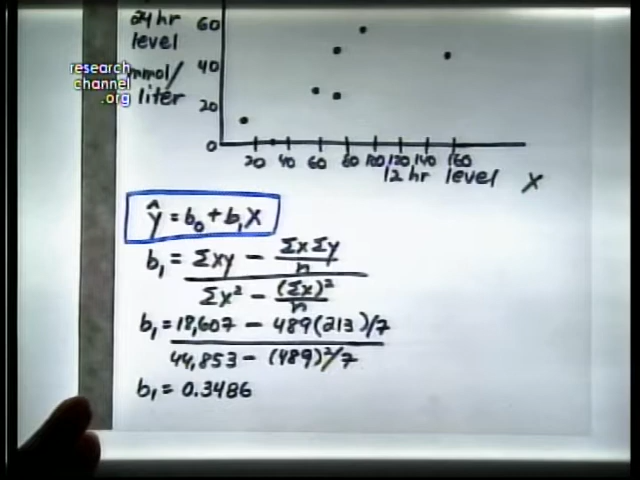 24 hr
level
mmol/
liter
60
40
20
0
20 40 60 80 100 120 140 160
12 hr level X
research
channel
.org
ŷ = b₀ + b₁X
b₁ = Σxy − ΣxΣy/n
Σx² − (Σx)²/n
b₁ = 18,607 − 489(213)/7
44,853 − (489)²/7
b₁ = 0.3486